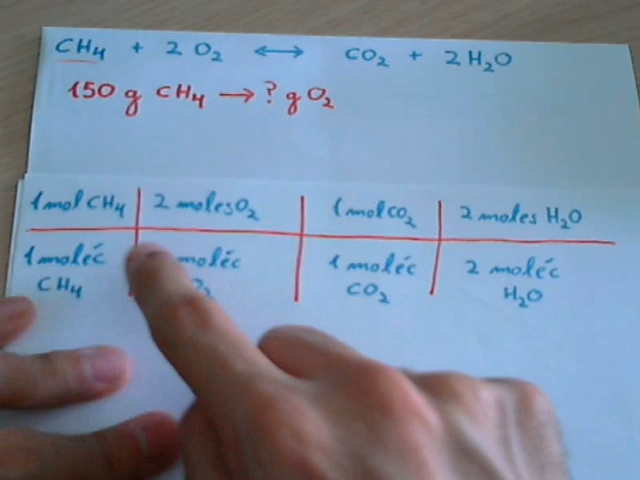 CH4 + 2 O2 ⟷ CO2 + 2 H2O
150 g CH4 → ? g O2
1 mol CH4 2 moles O2 1 mol CO2 2 moles H2O
1 moléc moléc 1 moléc 2 moléc
CH4 CO2 H2O